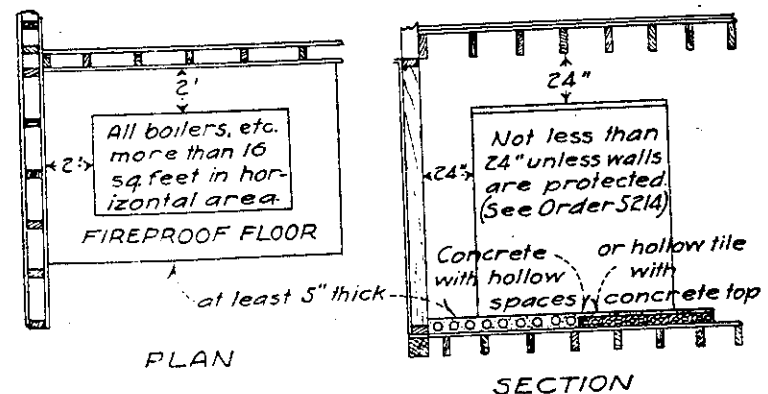 2'
2'
All boilers, etc.
more than 16
sq. feet in hor-
izontal area.
FIREPROOF FLOOR
at least 5" thick
PLAN
24"
24"
Not less than
24" unless walls
are protected
(See Order 5214)
Concrete
with hollow
spaces
or hollow tile
with
concrete top
SECTION